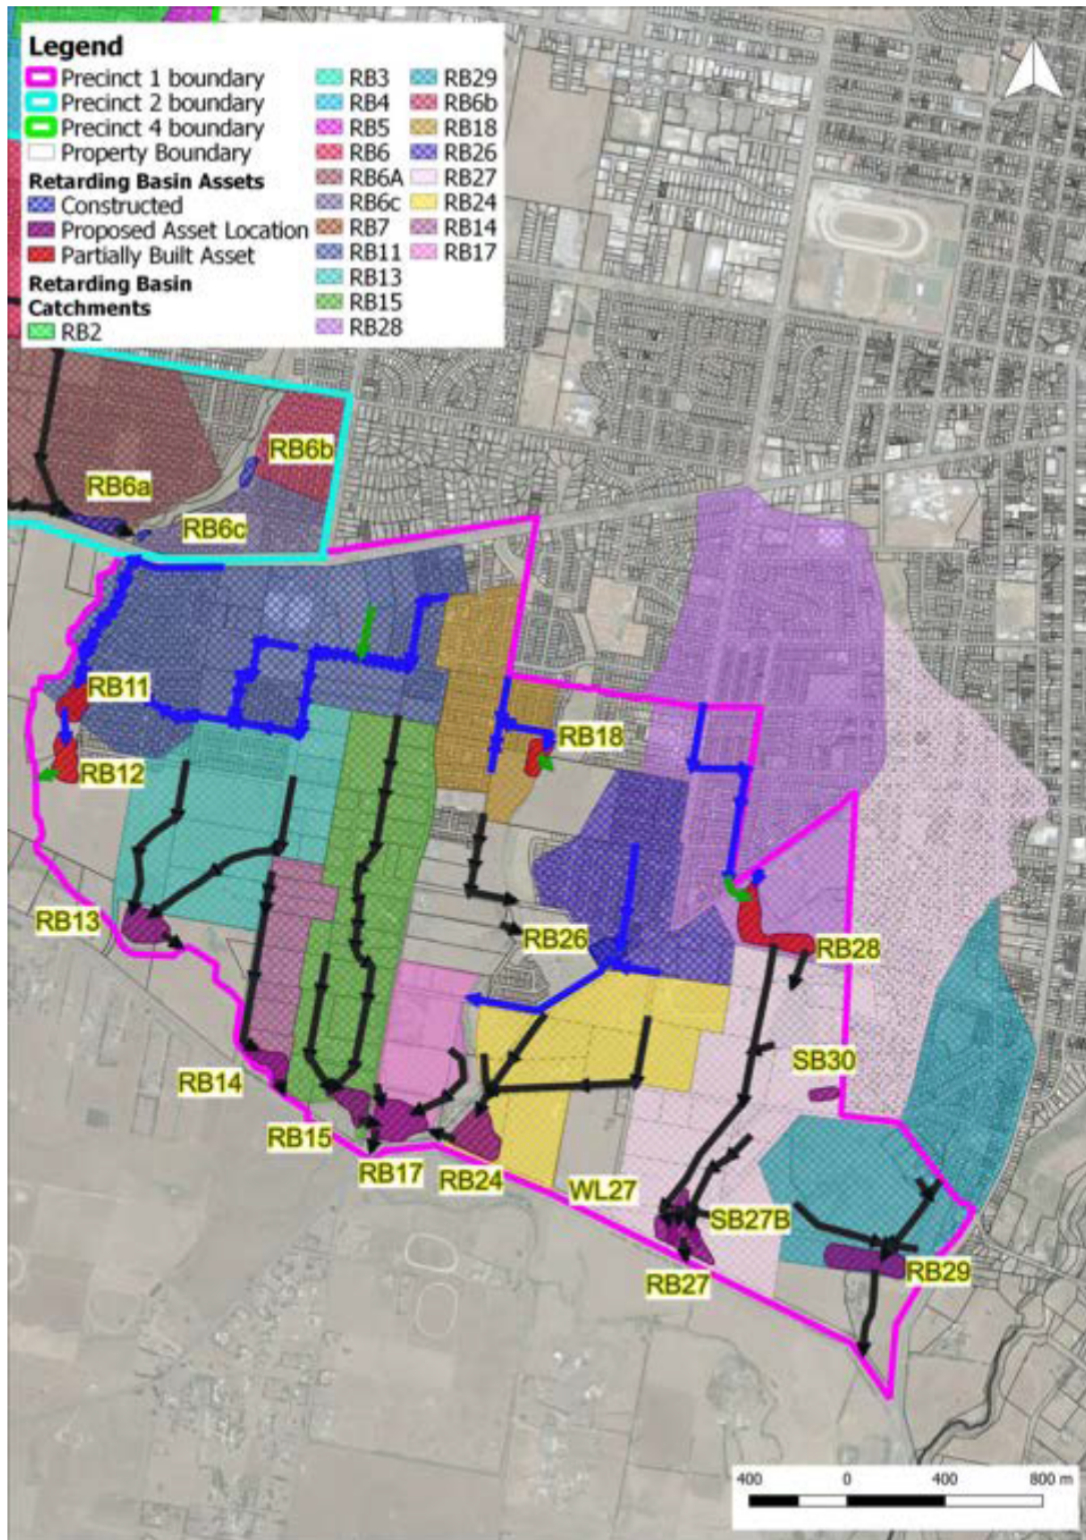 Legend
Precinct 1 boundary
Precinct 2 boundary
Precinct 4 boundary
Property Boundary
Retarding Basin Assets
Constructed
Proposed Asset Location
Partially Built Asset
Retarding Basin
Catchments
RB2
RB3
RB4
RB5
RB6
RB6A
RB6c
RB7
RB11
RB13
RB15
RB28
RB29
RB6b
RB18
RB26
RB27
RB24
RB14
RB17
RB6b
RB6a
RB6c
RB11
RB18
RB12
RB13
RB26
RB28
SB30
RB14
RB15
RB17
RB24
WL27
SB27B
RB27
RB29
400 0 400 800 m